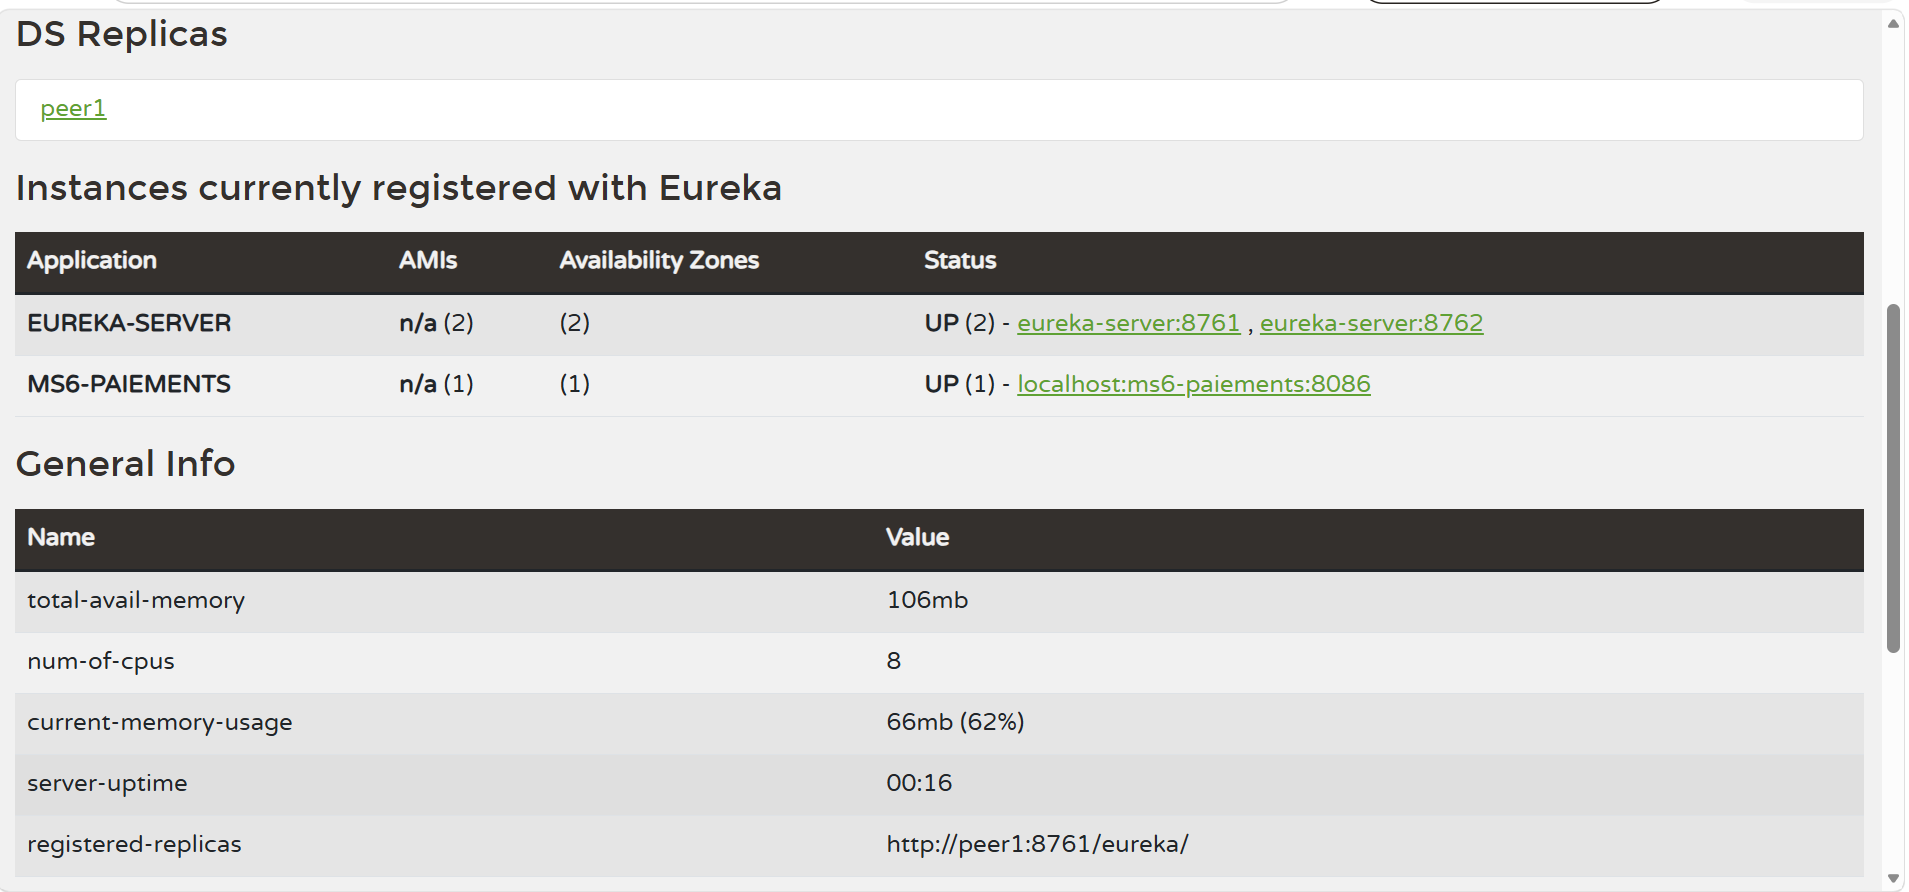 DS Replicas
peer1
Instances currently registered with Eureka
Application AMIs Availability Zones Status
EUREKA-SERVER n/a (2) (2) UP (2) - eureka-server:8761 , eureka-server:8762
MS6-PAIEMENTS n/a (1) (1) UP (1) - localhost:ms6-paiements:8086
General Info
Name Value
total-avail-memory 106mb
num-of-cpus 8
current-memory-usage 66mb (62%)
server-uptime 00:16
registered-replicas http://peer1:8761/eureka/